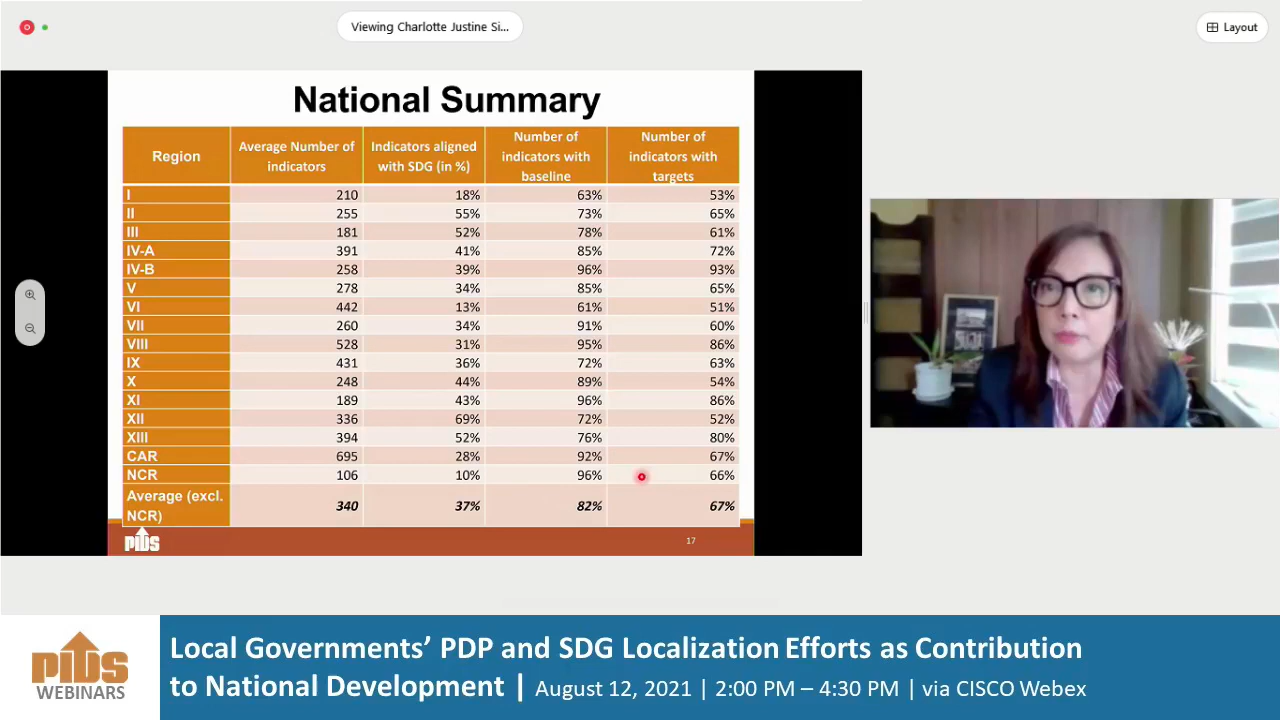 Viewing Charlotte Justine Si...
Layout
National Summary
Region
Average Number of
indicators
Indicators aligned
with SDG (in %)
Number of
indicators with
baseline
Number of
indicators with
targets
I 210 18% 63% 53%
II 255 55% 73% 65%
III 181 52% 78% 61%
IV-A 391 41% 85% 72%
IV-B 258 39% 96% 93%
V 278 34% 85% 65%
VI 442 13% 61% 51%
VII 260 34% 91% 60%
VIII 528 31% 95% 86%
IX 431 36% 72% 63%
X 248 44% 89% 54%
XI 189 43% 96% 86%
XII 336 69% 72% 52%
XIII 394 52% 76% 80%
CAR 695 28% 92% 67%
NCR 106 10% 96% 66%
Average (excl.
NCR) 340 37% 82% 67%
PIDS
17
PIDS
WEBINARS
Local Governments’ PDP and SDG Localization Efforts as Contribution
to National Development | August 12, 2021 | 2:00 PM – 4:30 PM | via CISCO Webex